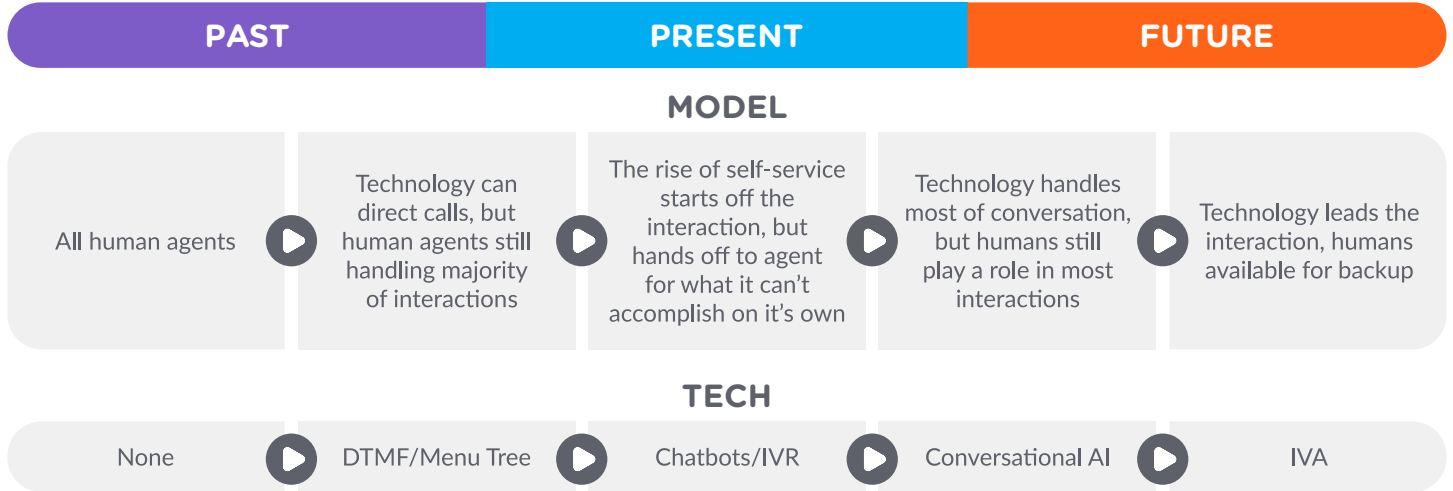 PAST
PRESENT
FUTURE
MODEL
All human agents
Technology can
direct calls, but
human agents still
handling majority
of interactions
The rise of self-service
starts off the
interaction, but
hands off to agent
for what it can't
accomplish on it's own
Technology handles
most of conversation,
but humans still
play a role in most
interactions
Technology leads the
interaction, humans
available for backup
TECH
None
DTMF/Menu Tree
Chatbots/IVR
Conversational AI
IVA